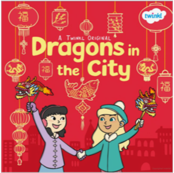 twinkl
A TWINKL ORIGINAL
Dragons in
the City